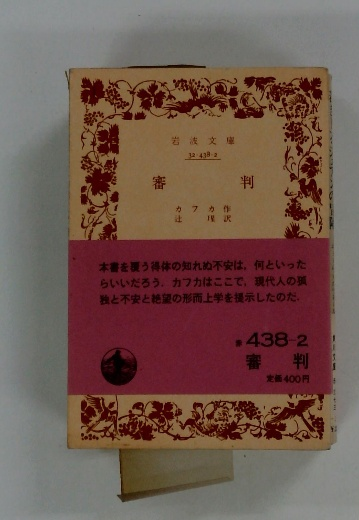 岩波文庫
32-438-2
審判
カフカ作
辻瑆訳
本書を覆う得体の知れぬ不安は，何といった
らいいだろう．カフカはここで，現代人の孤
独と不安と絶望の形而上学を提示したのだ．
赤438-2
審判
定価400円